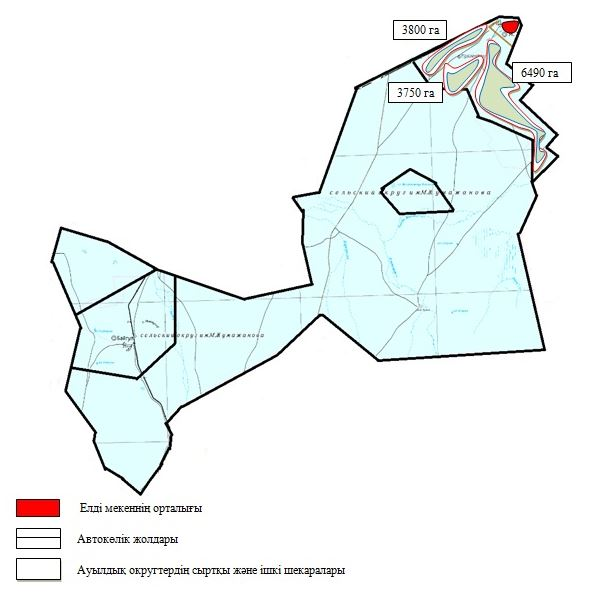 3800 га
6490 га
3750 га
сельский округ им М.Жумажанова
сельский округ им М.Жумажанова
Елді мекеннің орталығы
Автокөлік жолдары
Ауылдық округтердің сыртқы және ішкі шекаралары